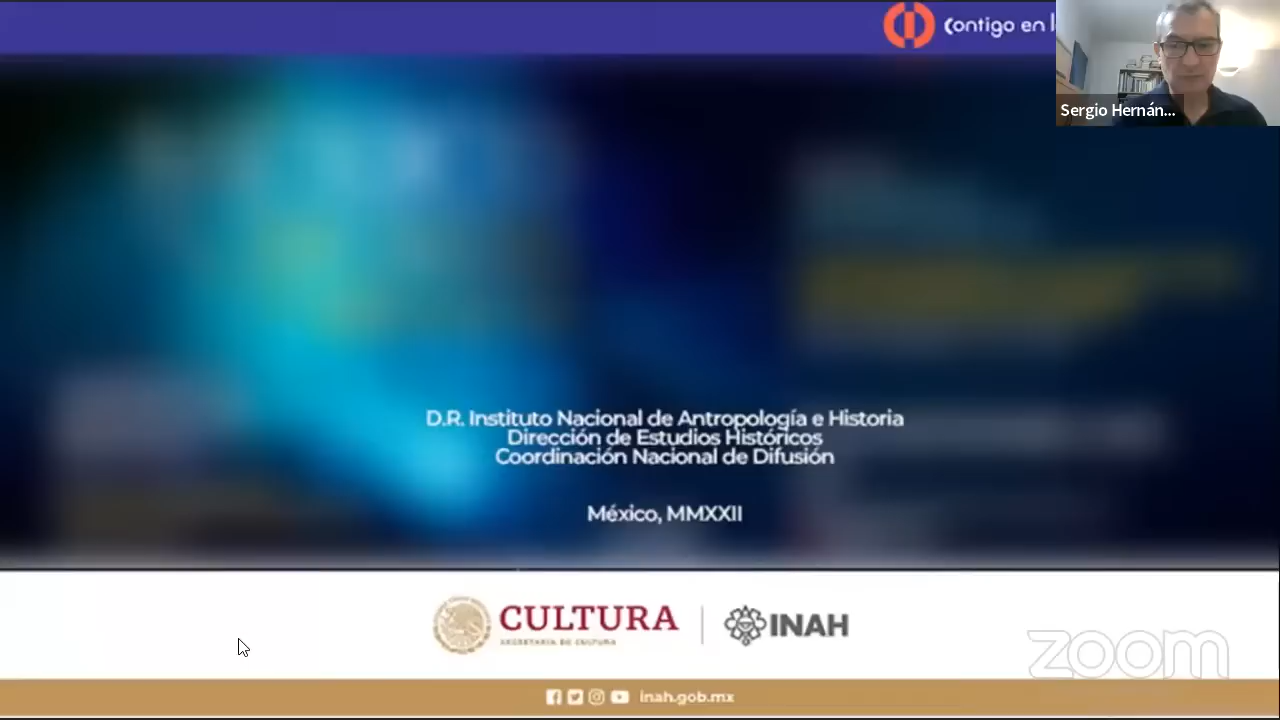 Contigo en l
Sergio Hernán...
D.R. Instituto Nacional de Antropología e Historia
Dirección de Estudios Históricos
Coordinación Nacional de Difusión
México, MMXXII
CULTURA
SECRETARÍA DE CULTURA
INAH
zoom
inah.gob.mx